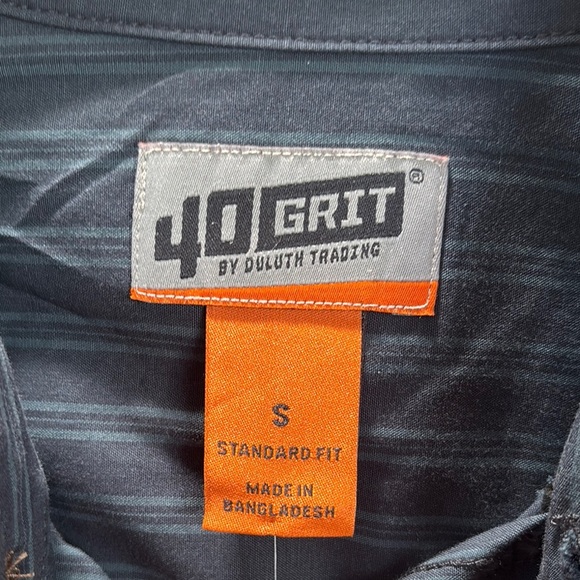 40 GRIT®
BY DULUTH TRADING
S
STANDARD FIT
MADE IN
BANGLADESH